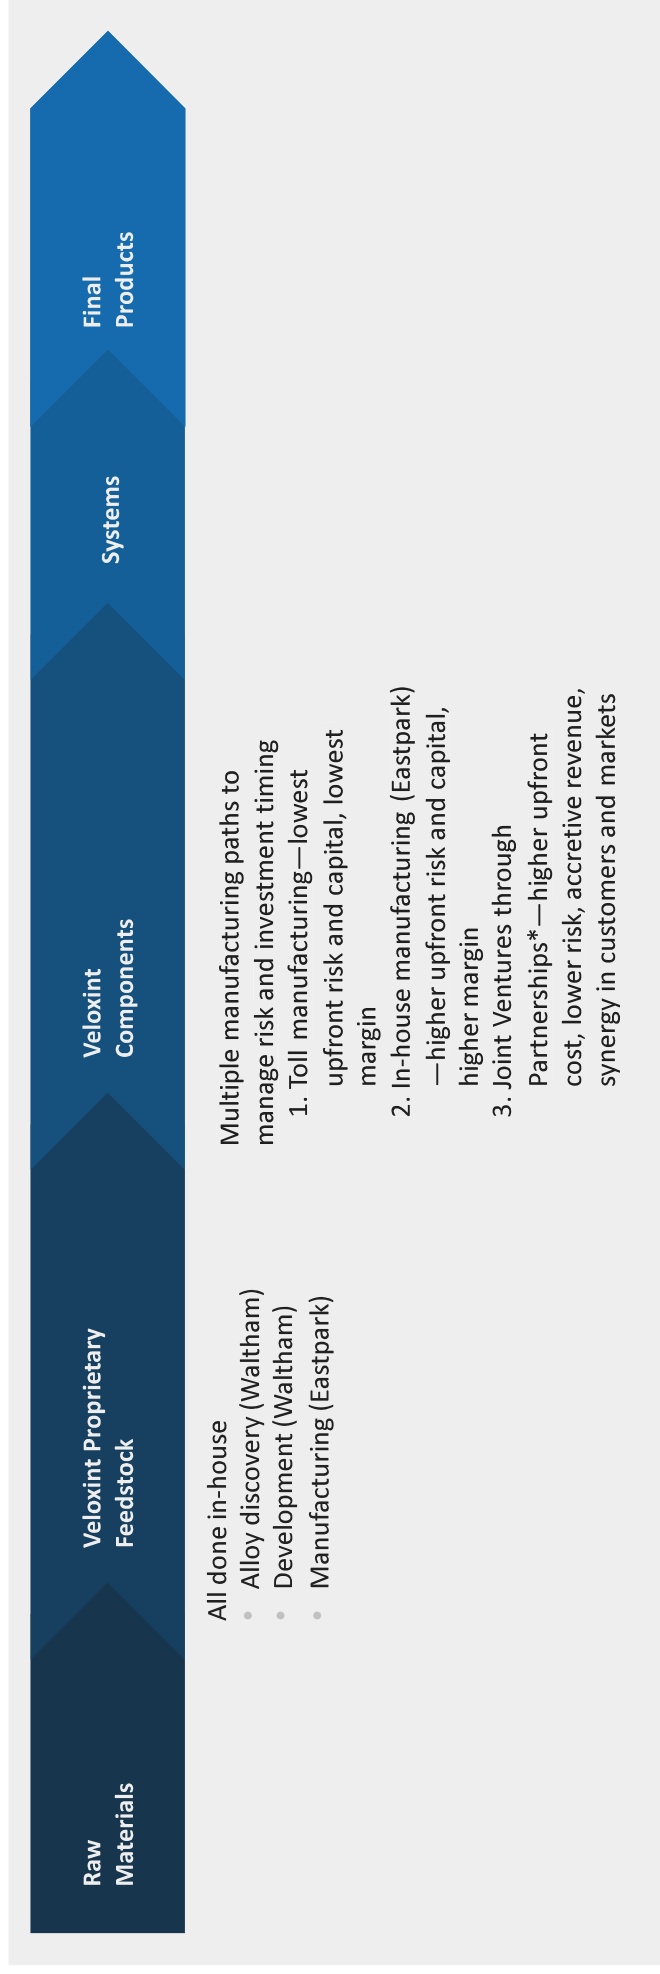 Raw
Materials
Veloxint Proprietary
Feedstock
Veloxint
Components
Systems
Final
Products
All done in-house
• Alloy discovery (Waltham)
• Development (Waltham)
• Manufacturing (Eastpark)
Multiple manufacturing paths to
manage risk and investment timing
1. Toll manufacturing—lowest
upfront risk and capital, lowest
margin
2. In-house manufacturing (Eastpark)
—higher upfront risk and capital,
higher margin
3. Joint Ventures through
Partnerships*—higher upfront
cost, lower risk, accretive revenue,
synergy in customers and markets